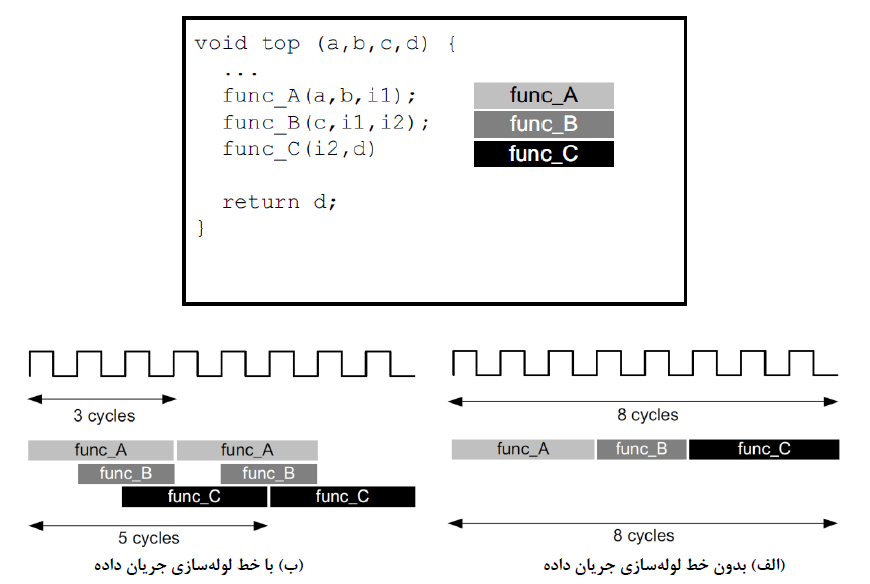 void top (a,b,c,d) {
...
func_A(a,b,i1);
func_B(c,i1,i2);
func_C(i2,d)
return d;
}
func_A
func_B
func_C
3 cycles
func_A
func_A
func_B
func_B
func_C
func_C
5 cycles
(ب) با خط لوله‌سازی جریان داده
8 cycles
func_A
func_B
func_C
8 cycles
(الف) بدون خط لوله‌سازی جریان داده